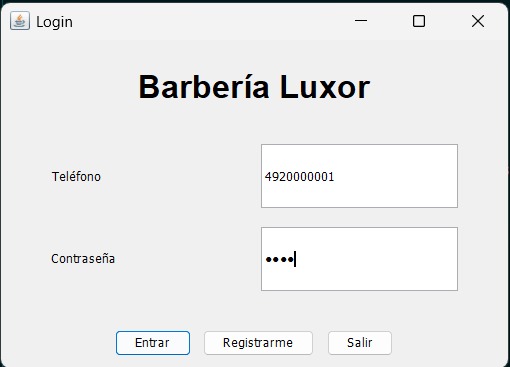 Login
Barbería Luxor
Teléfono
4920000001
Contraseña
••••
Entrar
Registrarme
Salir